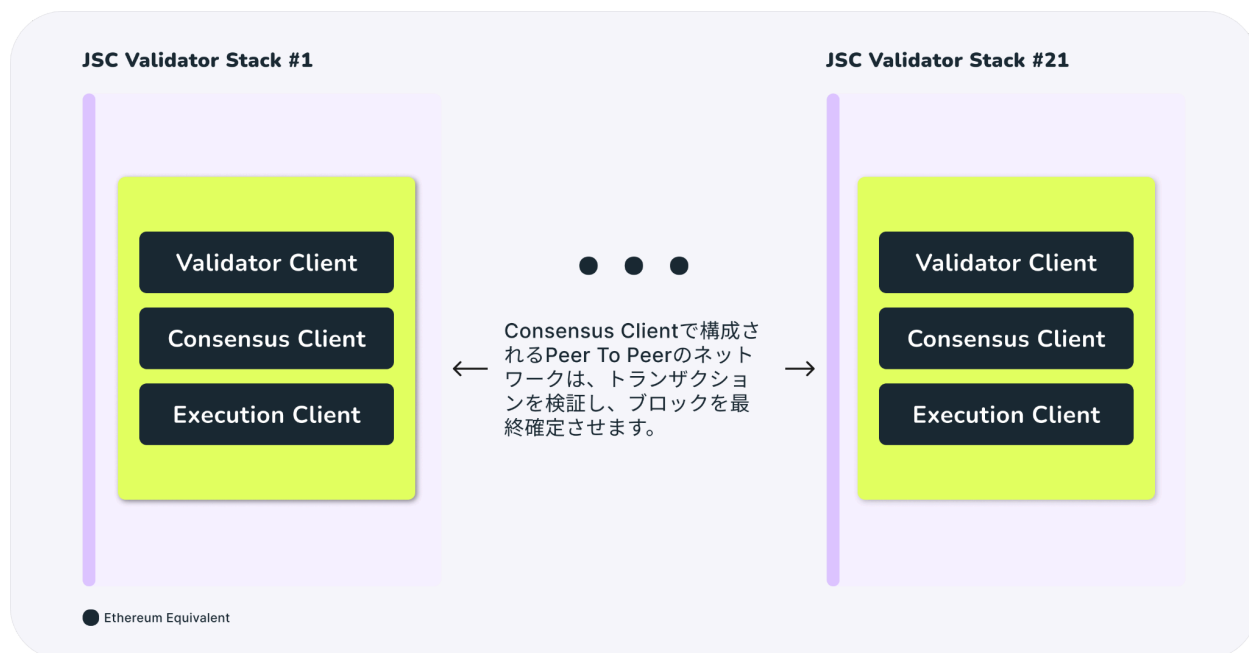 JSC Validator Stack #1
Validator Client
Consensus Client
Execution Client
Consensus Clientで構成さ
れるPeer To Peerのネット
ワークは、トランザクショ
ンを検証し、ブロックを最
終確定させます。
JSC Validator Stack #21
Validator Client
Consensus Client
Execution Client
Ethereum Equivalent